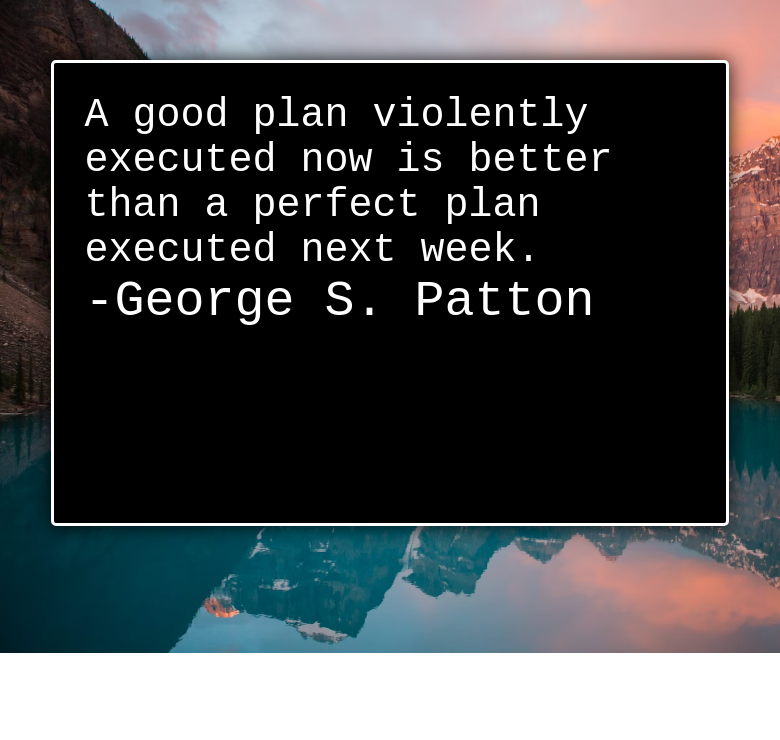 A good plan violently
executed now is better
than a perfect plan
executed next week.
-George S. Patton